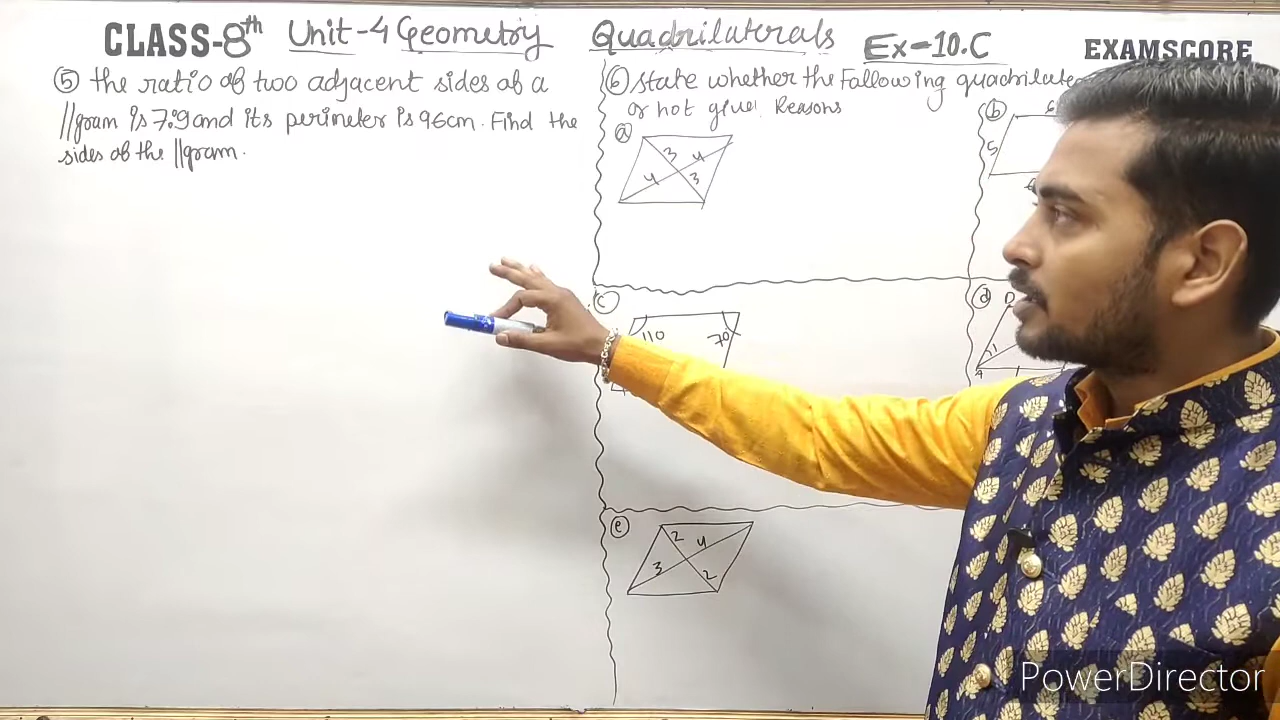 CLASS-8th Unit-4 Geometry Quadrilaterals Ex-10.C EXAMSCORE
⑤ the ratio of two adjacent sides of a
||gram is 7:9 and its perimeter is 96cm. Find the
sides of the ||gram.
⑥ State whether the Following
or not give Reasons
ⓐ
3 4
4 3
ⓑ
5
ⓒ
110 70
ⓓ D
A
ⓔ
2 4
3 2
PowerDirector